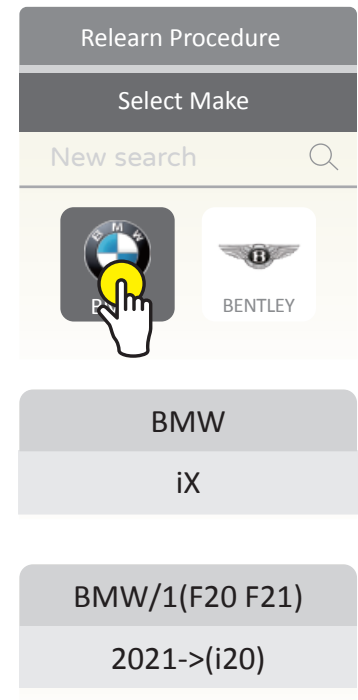 Relearn Procedure
Select Make
New search
B M W
B
BENTLEY
BMW
iX
BMW/1(F20 F21)
2021->(i20)